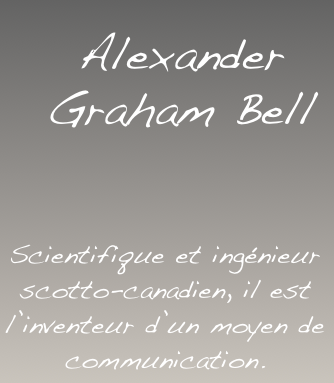 Alexander
Graham Bell
Scientifique et ingénieur
scotto-canadien, il est
l'inventeur d'un moyen de
communication.